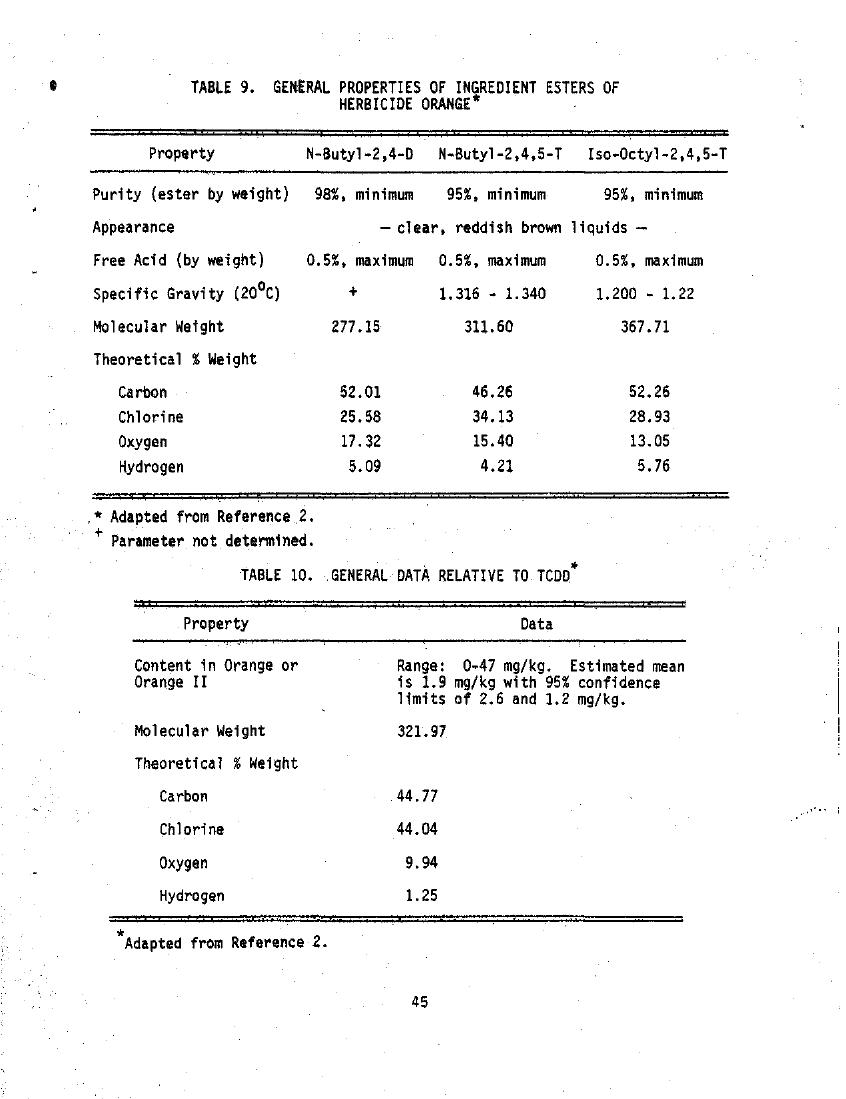 TABLE 9. GENERAL PROPERTIES OF INGREDIENT ESTERS OF
HERBICIDE ORANGE*
Property N-Butyl-2,4-D N-Butyl-2,4,5-T Iso-Octyl-2,4,5-T
Purity (ester by weight) 98%, minimum 95%, minimum 95%, minimum
Appearance — clear, reddish brown liquids —
Free Acid (by weight) 0.5%, maximum 0.5%, maximum 0.5%, maximum
Specific Gravity (20°C) + 1.316 - 1.340 1.200 - 1.22
Molecular Weight 277.15 311.60 367.71
Theoretical % Weight
Carbon 52.01 46.26 52.26
Chlorine 25.58 34.13 28.93
Oxygen 17.32 15.40 13.05
Hydrogen 5.09 4.21 5.76
* Adapted from Reference 2.
+ Parameter not determined.
TABLE 10. GENERAL DATA RELATIVE TO TCDD*
Property Data
Content in Orange or Range: 0-47 mg/kg. Estimated mean
Orange II is 1.9 mg/kg with 95% confidence
limits of 2.6 and 1.2 mg/kg.
Molecular Weight 321.97
Theoretical % Weight
Carbon 44.77
Chlorine 44.04
Oxygen 9.94
Hydrogen 1.25
*Adapted from Reference 2.
45